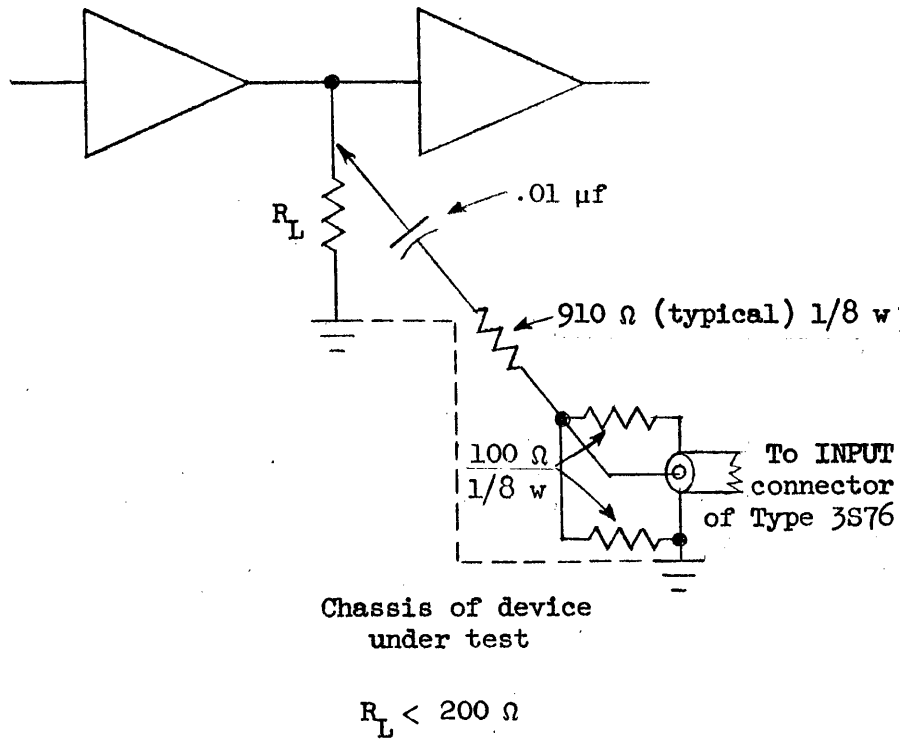 .01 µf
R_L
910 Ω (typical) 1/8 w
100 Ω
1/8 w
To INPUT
connector
of Type 3S76
Chassis of device
under test
R_L < 200 Ω